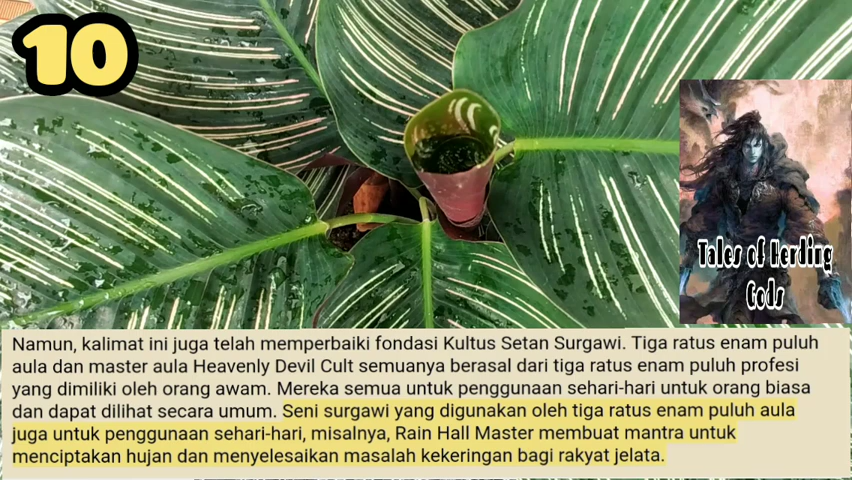 10
Tales of Herding
Gods
Namun, kalimat ini juga telah memperbaiki fondasi Kultus Setan Surgawi. Tiga ratus enam puluh
aula dan master aula Heavenly Devil Cult semuanya berasal dari tiga ratus enam puluh profesi
yang dimiliki oleh orang awam. Mereka semua untuk penggunaan sehari-hari untuk orang biasa
dan dapat dilihat secara umum. Seni surgawi yang digunakan oleh tiga ratus enam puluh aula
juga untuk penggunaan sehari-hari, misalnya, Rain Hall Master membuat mantra untuk
menciptakan hujan dan menyelesaikan masalah kekeringan bagi rakyat jelata.